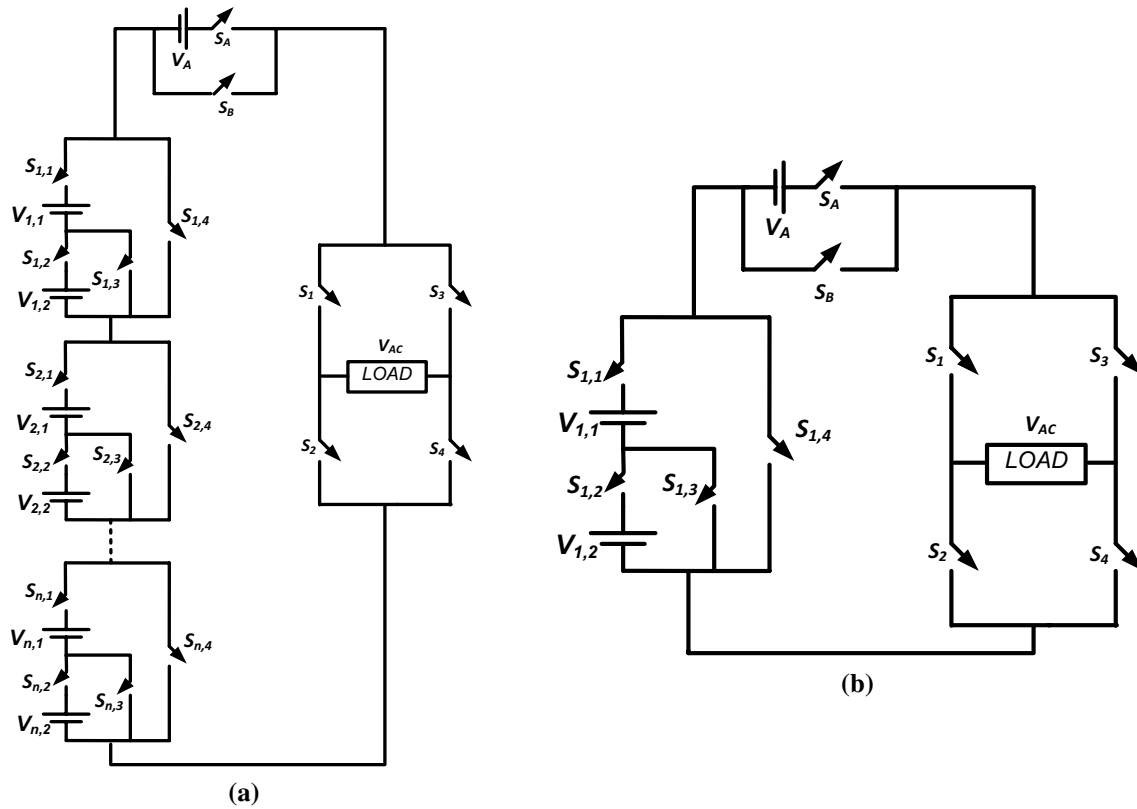 S_A
V_A
S_B
S_1,1
V_1,1
S_1,4
S_1,2
S_1,3
V_1,2
S_2,1
V_2,1
S_2,4
S_2,2
S_2,3
V_2,2
S_n,1
V_n,1
S_n,4
S_n,2
S_n,3
V_n,2
S_1
S_3
V_AC
LOAD
S_2
S_4
(a)
S_A
V_A
S_B
S_1,1
V_1,1
S_1,4
S_1,2
S_1,3
V_1,2
S_1
S_3
V_AC
LOAD
S_2
S_4
(b)